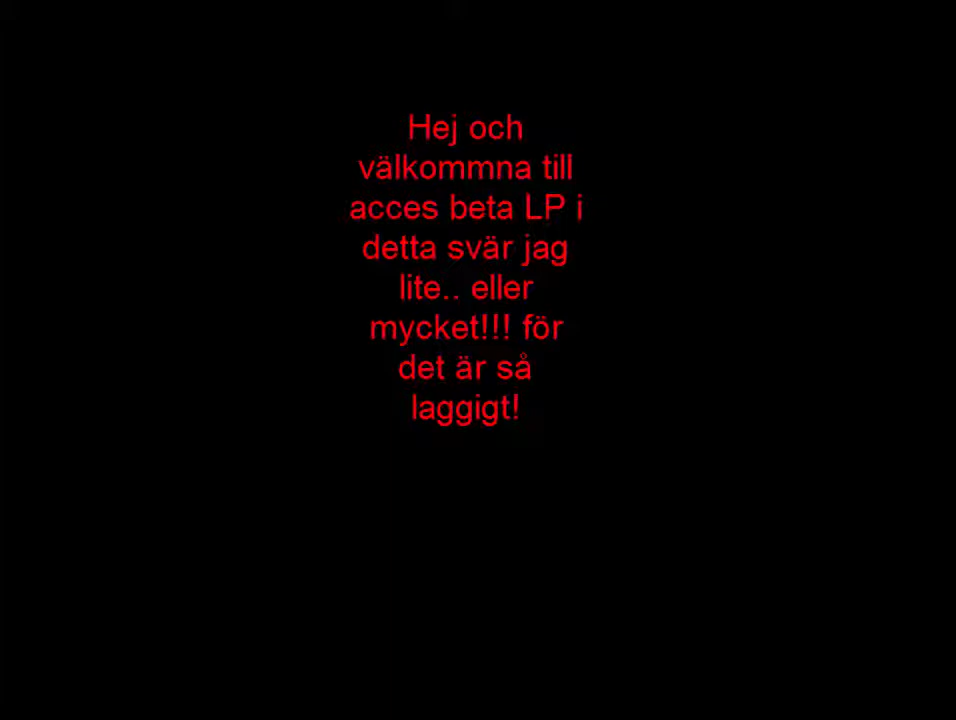 Hej och
välkommna till
acces beta LP i
detta svär jag
lite.. eller
mycket!!! för
det är så
laggigt!